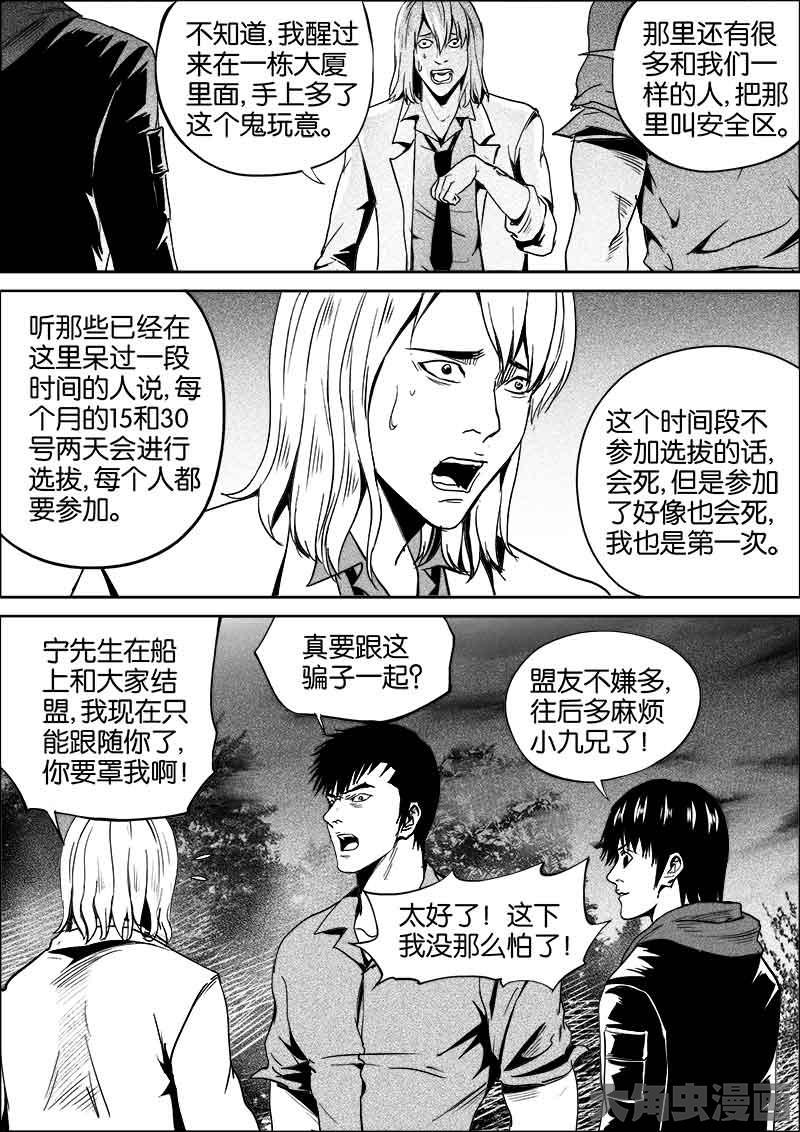 不知道,我醒过
来在一栋大厦
里面,手上多了
这个鬼玩意。
那里还有很
多和我们一
样的人,把那
里叫安全区。
听那些已经在
这里呆过一段
时间的人说,每
个月的15和30
号两天会进行
选拔,每个人都
要参加。
这个时间段不
参加选拔的话,
会死,但是参加
了好像也会死,
我也是第一次。
宁先生在船
上和大家结
盟,我现在只
能跟随你了,
你要罩我啊!
真要跟这
骗子一起?
盟友不嫌多,
往后多麻烦
小九兄了!
太好了!这下
我没那么怕了!
大角虫漫画